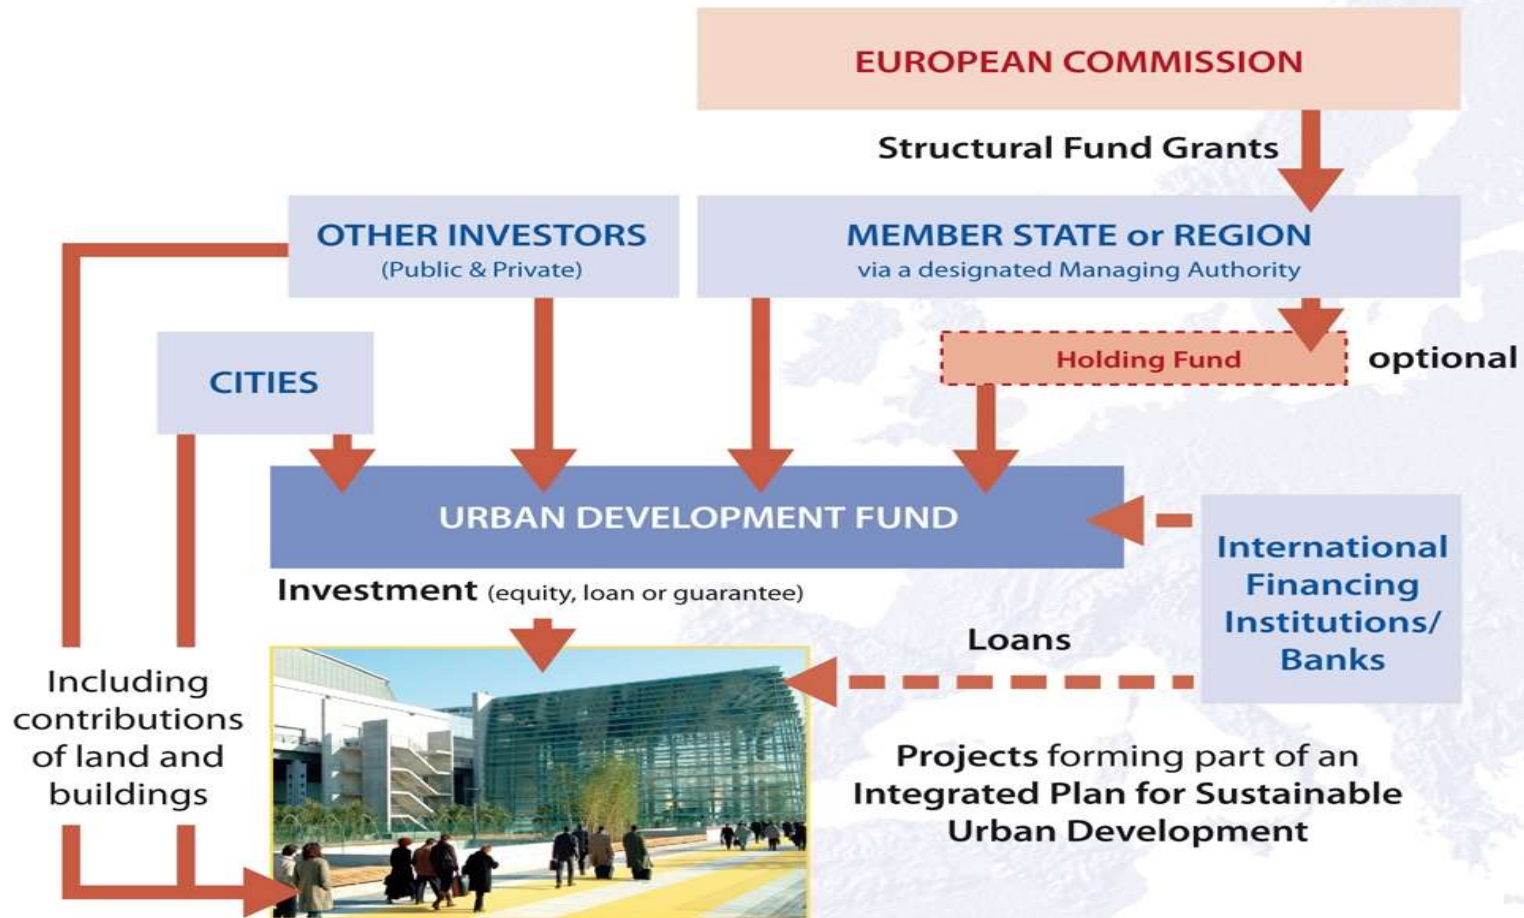 EUROPEAN COMMISSION
Structural Fund Grants
OTHER INVESTORS
(Public & Private)
MEMBER STATE or REGION
via a designated Managing Authority
Holding Fund
optional
CITIES
URBAN DEVELOPMENT FUND
International
Financing
Institutions/
Banks
Investment (equity, loan or guarantee)
Loans
Including
contributions
of land and
buildings
Projects forming part of an
Integrated Plan for Sustainable
Urban Development